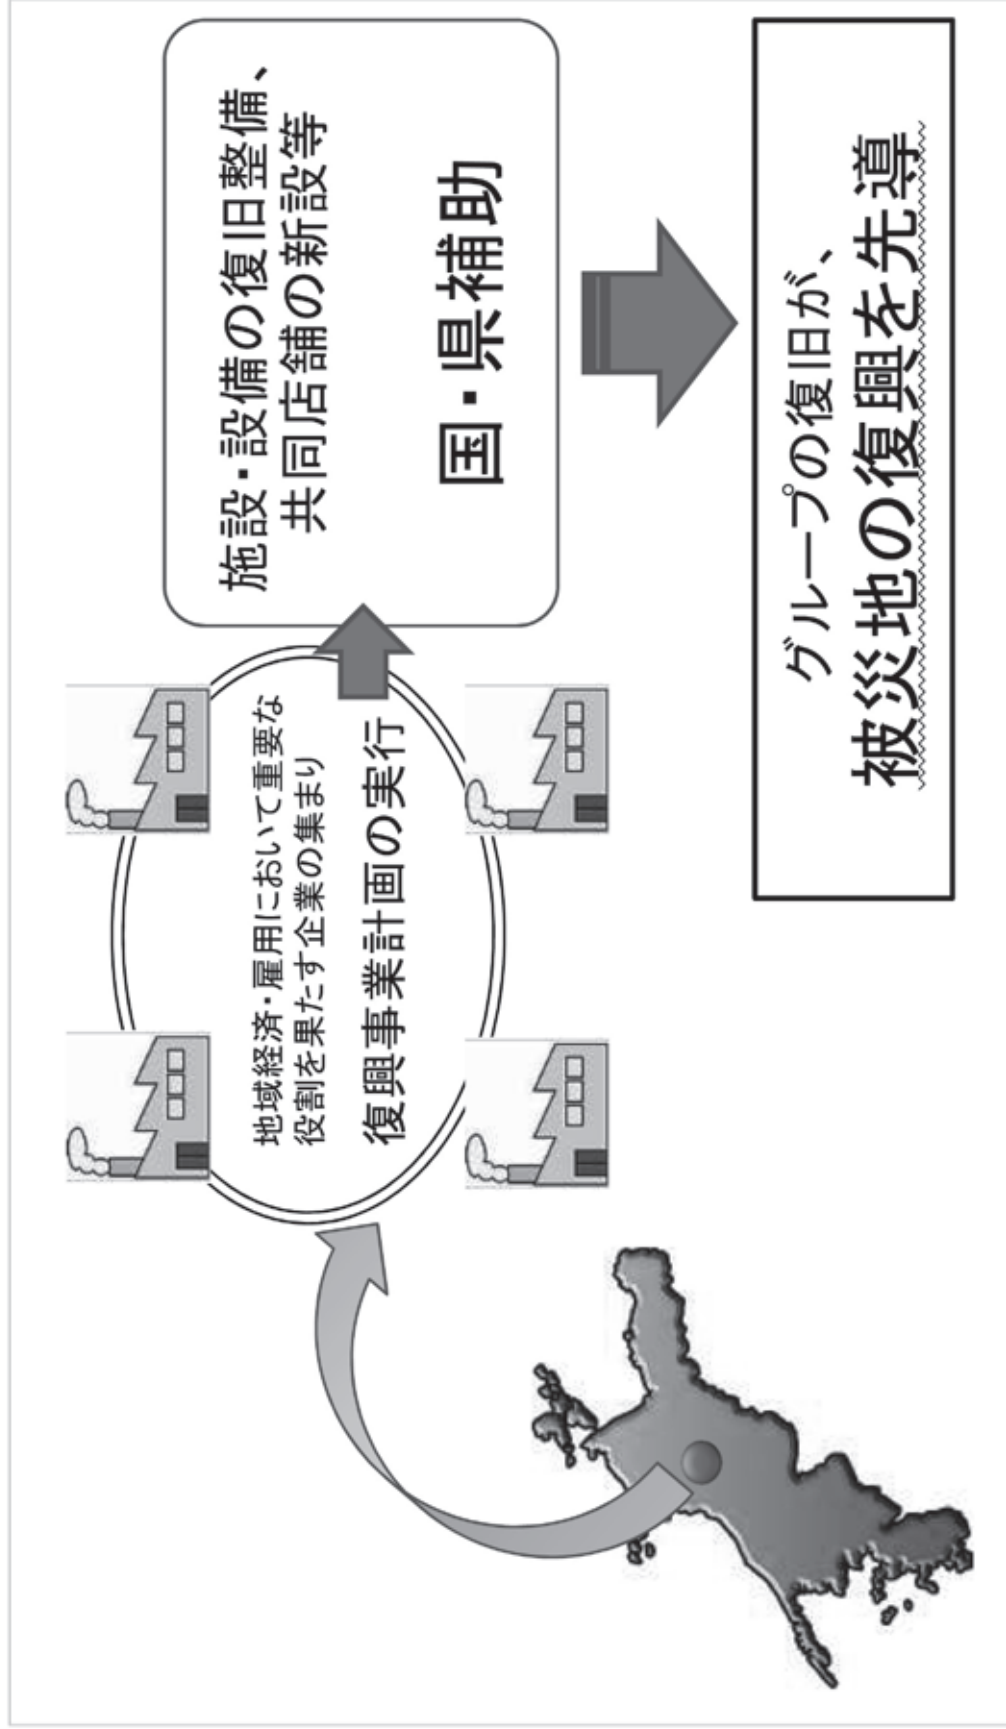 地域経済・雇用において重要な
役割を果たす企業の集まり
復興事業計画の実行
施設・設備の復旧整備、
共同店舗の新設等
国・県補助
グループの復旧が、
被災地の復興を先導